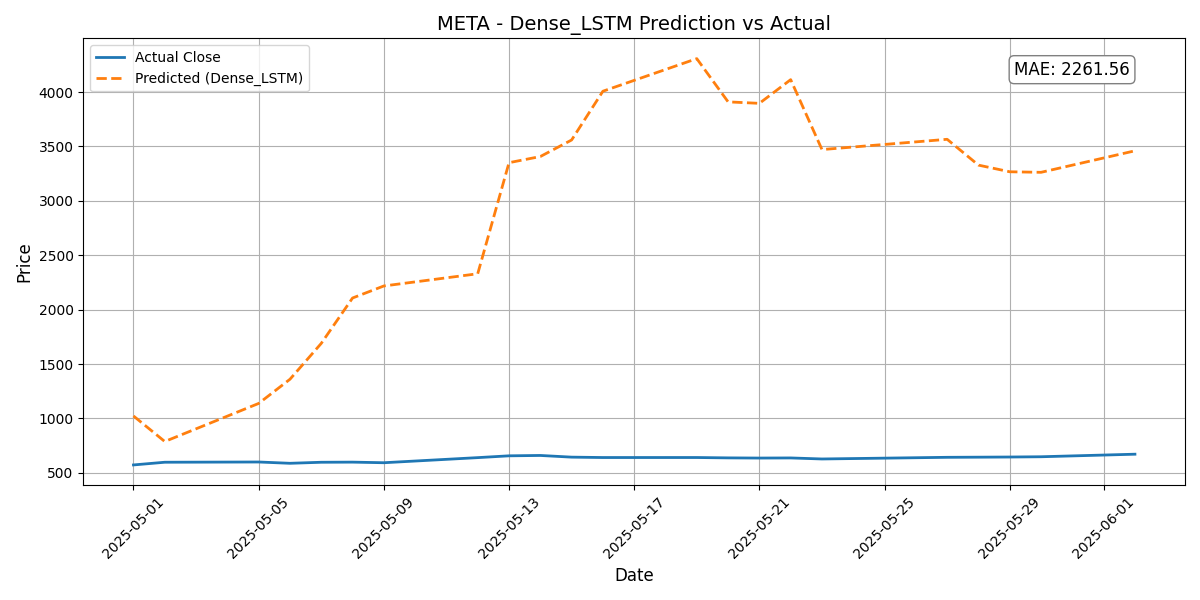 META - Dense_LSTM Prediction vs Actual
Actual Close
Predicted (Dense_LSTM)
MAE: 2261.56
Price
4000
3500
3000
2500
2000
1500
1000
500
2025-05-01
2025-05-05
2025-05-09
2025-05-13
2025-05-17
2025-05-21
2025-05-25
2025-05-29
2025-06-01
Date